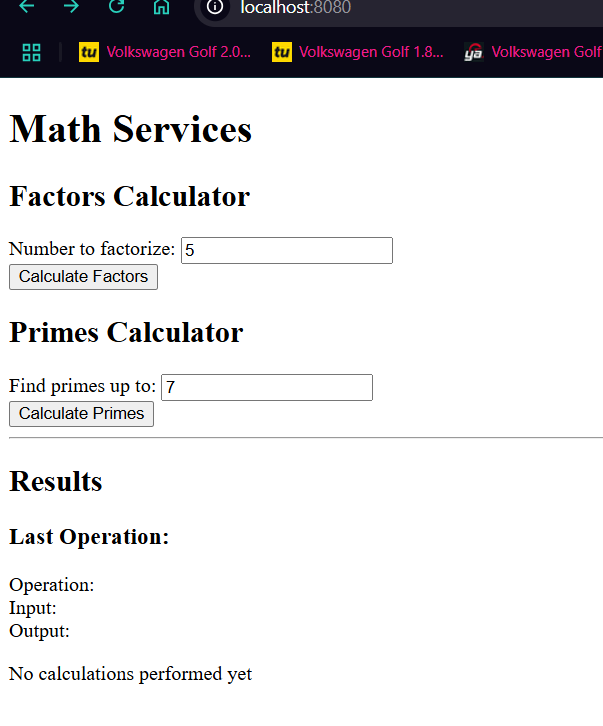 localhost:8080
tu Volkswagen Golf 2.0... tu Volkswagen Golf 1.8... ya Volkswagen Golf
Math Services
Factors Calculator
Number to factorize: 5
Calculate Factors
Primes Calculator
Find primes up to: 7
Calculate Primes
Results
Last Operation:
Operation:
Input:
Output:
No calculations performed yet